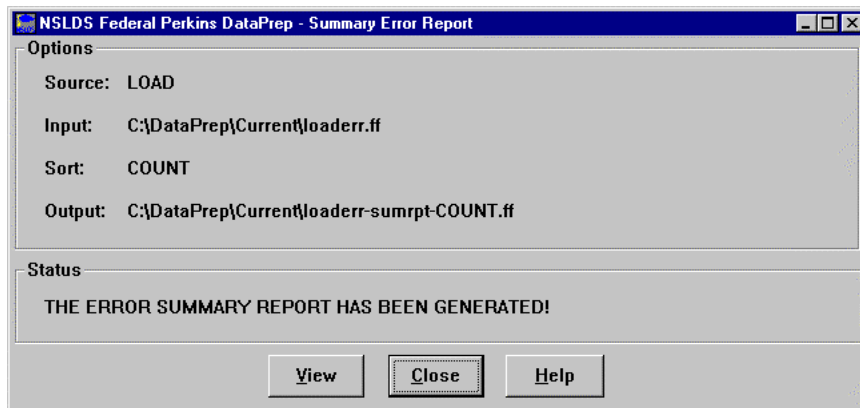 NSLDS Federal Perkins DataPrep - Summary Error Report
Options
Source: LOAD
Input: C:\DataPrep\Current\loaderr.ff
Sort: COUNT
Output: C:\DataPrep\Current\loaderr-sumrpt-COUNT.ff
Status
THE ERROR SUMMARY REPORT HAS BEEN GENERATED!
View Close Help